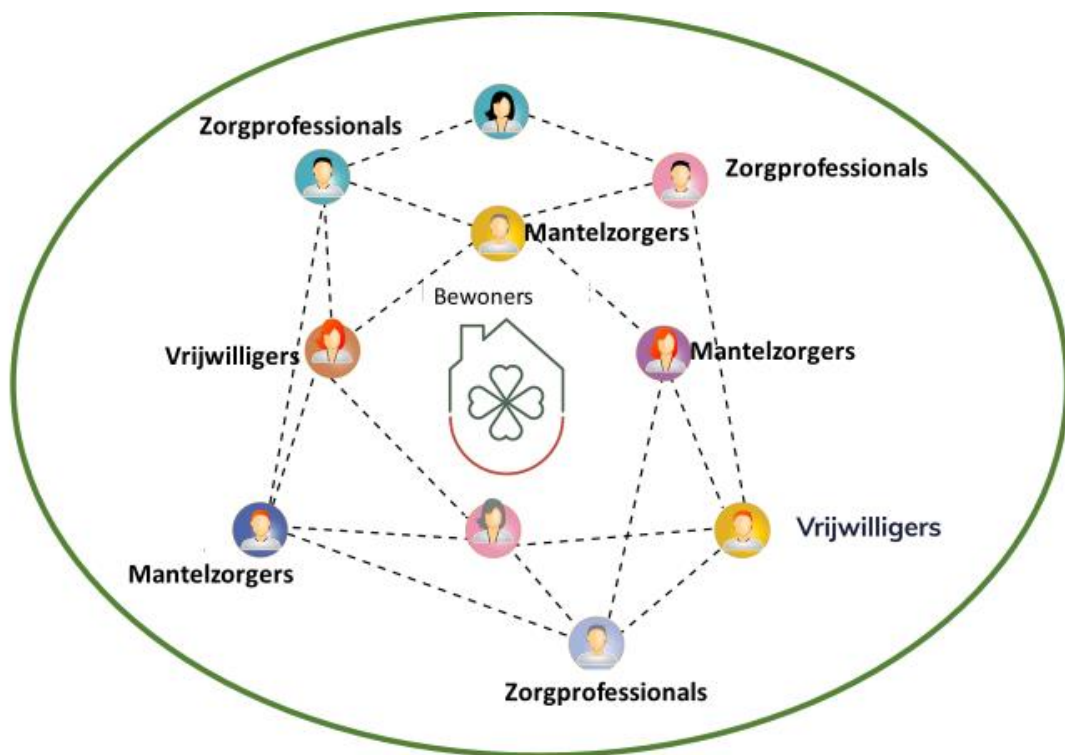 Zorgprofessionals
Zorgprofessionals
Mantelzorgers
Bewoners
Vrijwilligers
Mantelzorgers
Vrijwilligers
Mantelzorgers
Zorgprofessionals